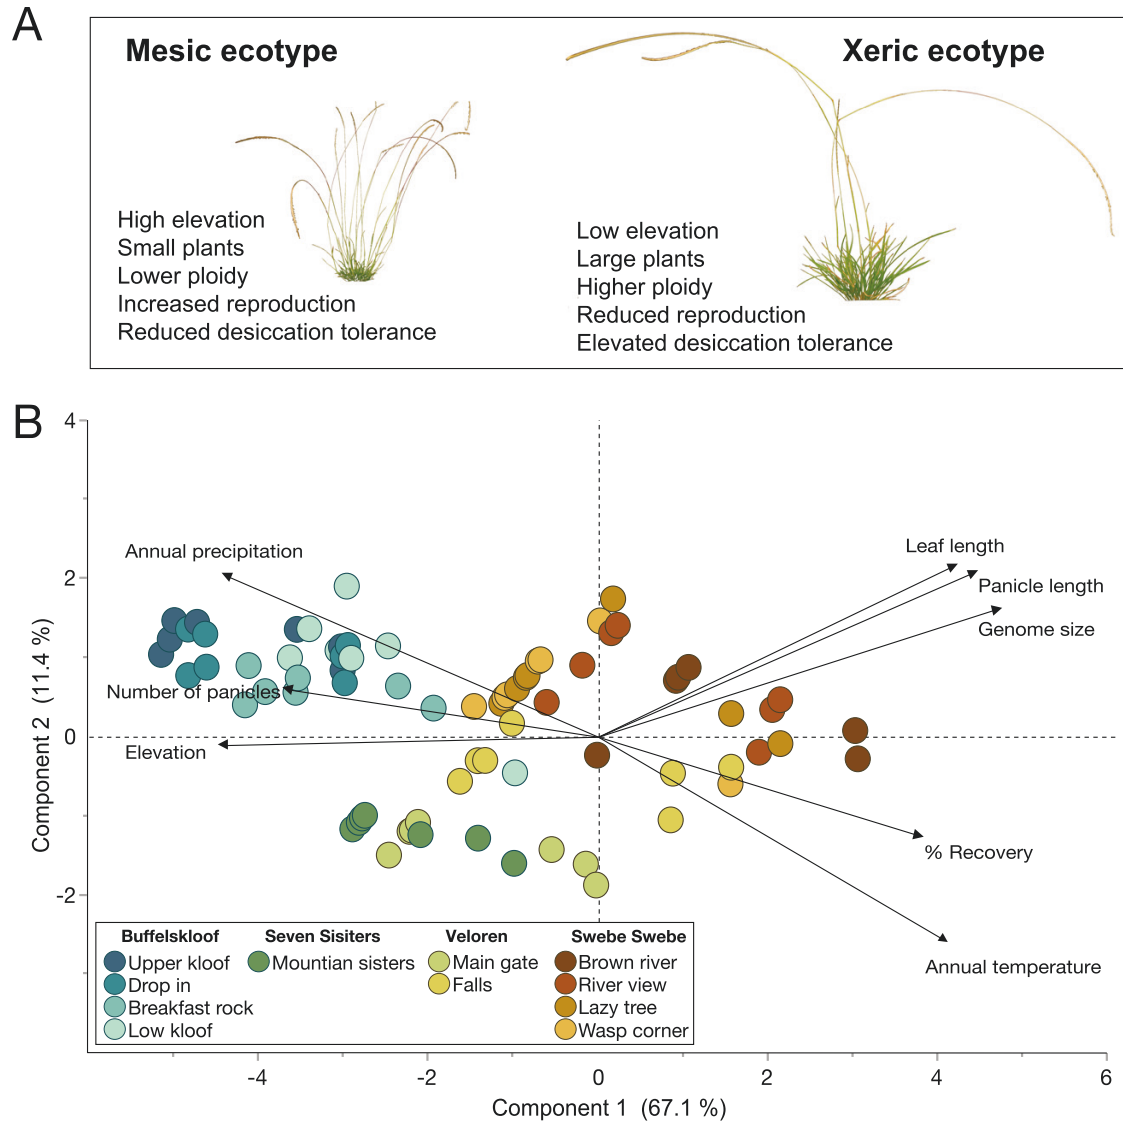 A
Mesic ecotype
Xeric ecotype
High elevation
Small plants
Lower ploidy
Increased reproduction
Reduced desiccation tolerance
Low elevation
Large plants
Higher ploidy
Reduced reproduction
Elevated desiccation tolerance
B
4
2
0
-2
Component 2 (11.4 %)
Annual precipitation
Number of panicles
Elevation
Leaf length
Panicle length
Genome size
% Recovery
Annual temperature
Buffelskloof
Upper kloof
Drop in
Breakfast rock
Low kloof
Seven Sisiters
Mountian sisters
Veloren
Main gate
Falls
Swebe Swebe
Brown river
River view
Lazy tree
Wasp corner
-4 -2 0 2 4 6
Component 1 (67.1 %)